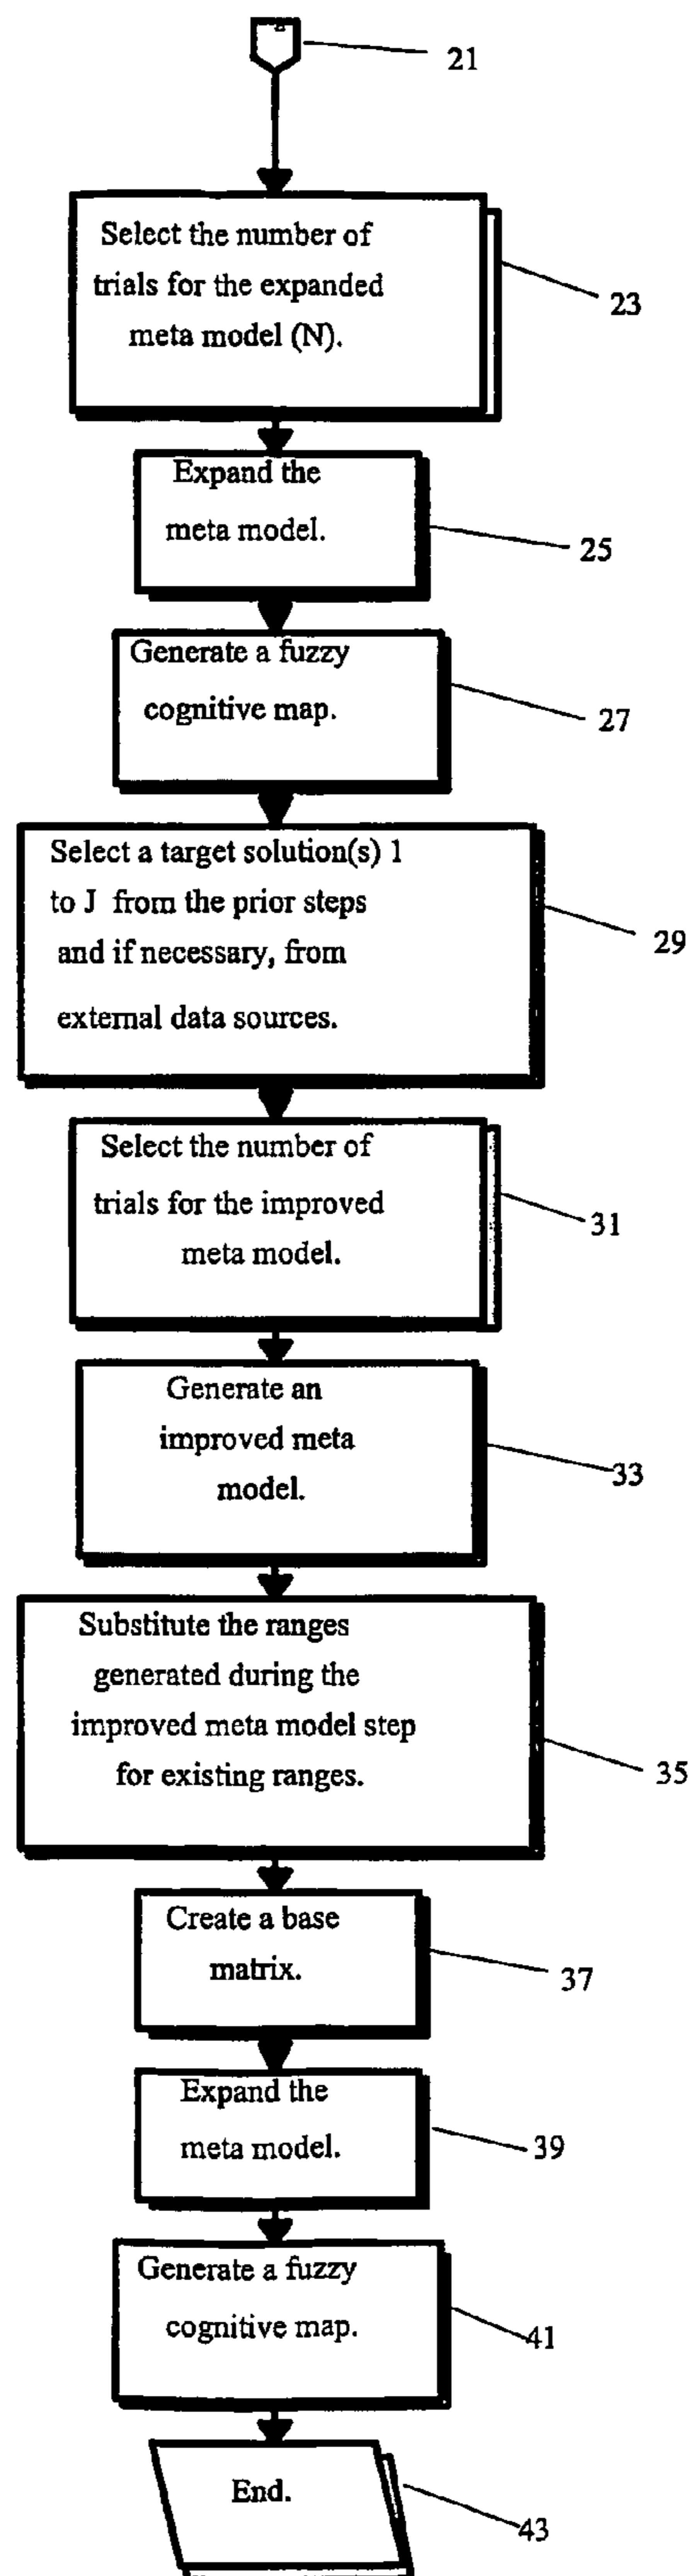 21
Select the number of
trials for the expanded
meta model (N).
23
Expand the
meta model.
25
Generate a fuzzy
cognitive map.
27
Select a target solution(s) 1
to J from the prior steps
and if necessary, from
external data sources.
29
Select the number of
trials for the improved
meta model.
31
Generate an
improved meta
model.
33
Substitute the ranges
generated during the
improved meta model step
for existing ranges.
35
Create a base
matrix.
37
Expand the
meta model.
39
Generate a fuzzy
cognitive map.
41
End.
43